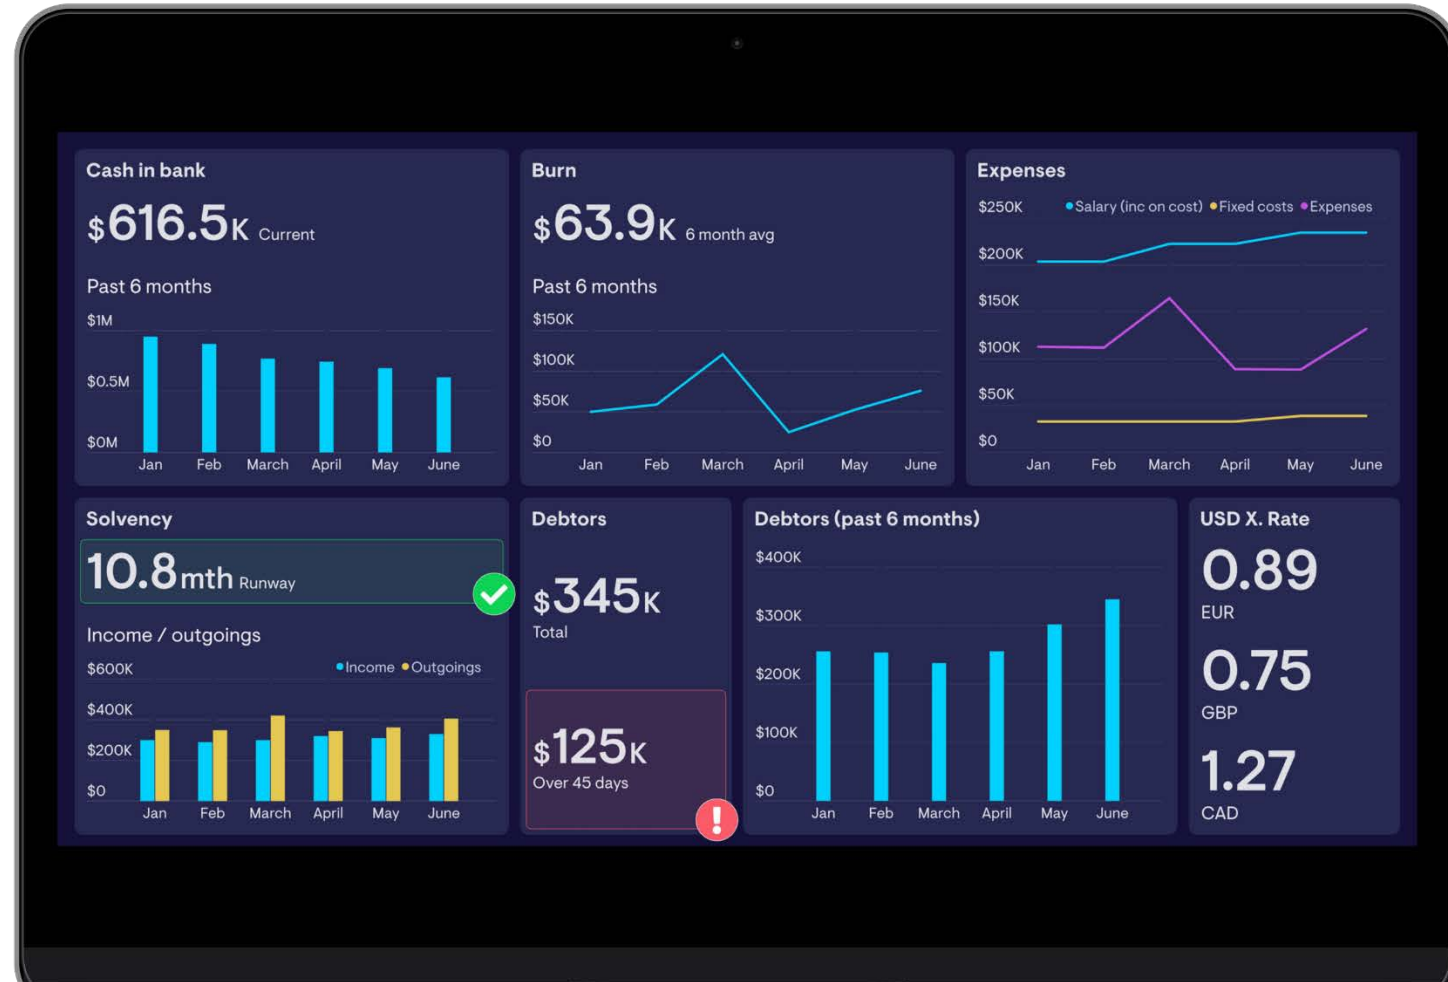 Cash in bank
$616.5K Current
Past 6 months
$1M
$0.5M
$0M
Jan Feb March April May June
Burn
$63.9K 6 month avg
Past 6 months
$150K
$100K
$50K
$0
Jan Feb March April May June
Expenses
$250K
Salary (inc on cost) Fixed costs Expenses
$200K
$150K
$100K
$50K
$0
Jan Feb March April May June
Solvency
10.8mth Runway
Income / outgoings
$600K
Income Outgoings
$400K
$200K
$0
Jan Feb March April May June
Debtors
$345K
Total
$125K
Over 45 days
Debtors (past 6 months)
$400K
$300K
$200K
$100K
$0
Jan Feb March April May June
USD X. Rate
0.89
EUR
0.75
GBP
1.27
CAD